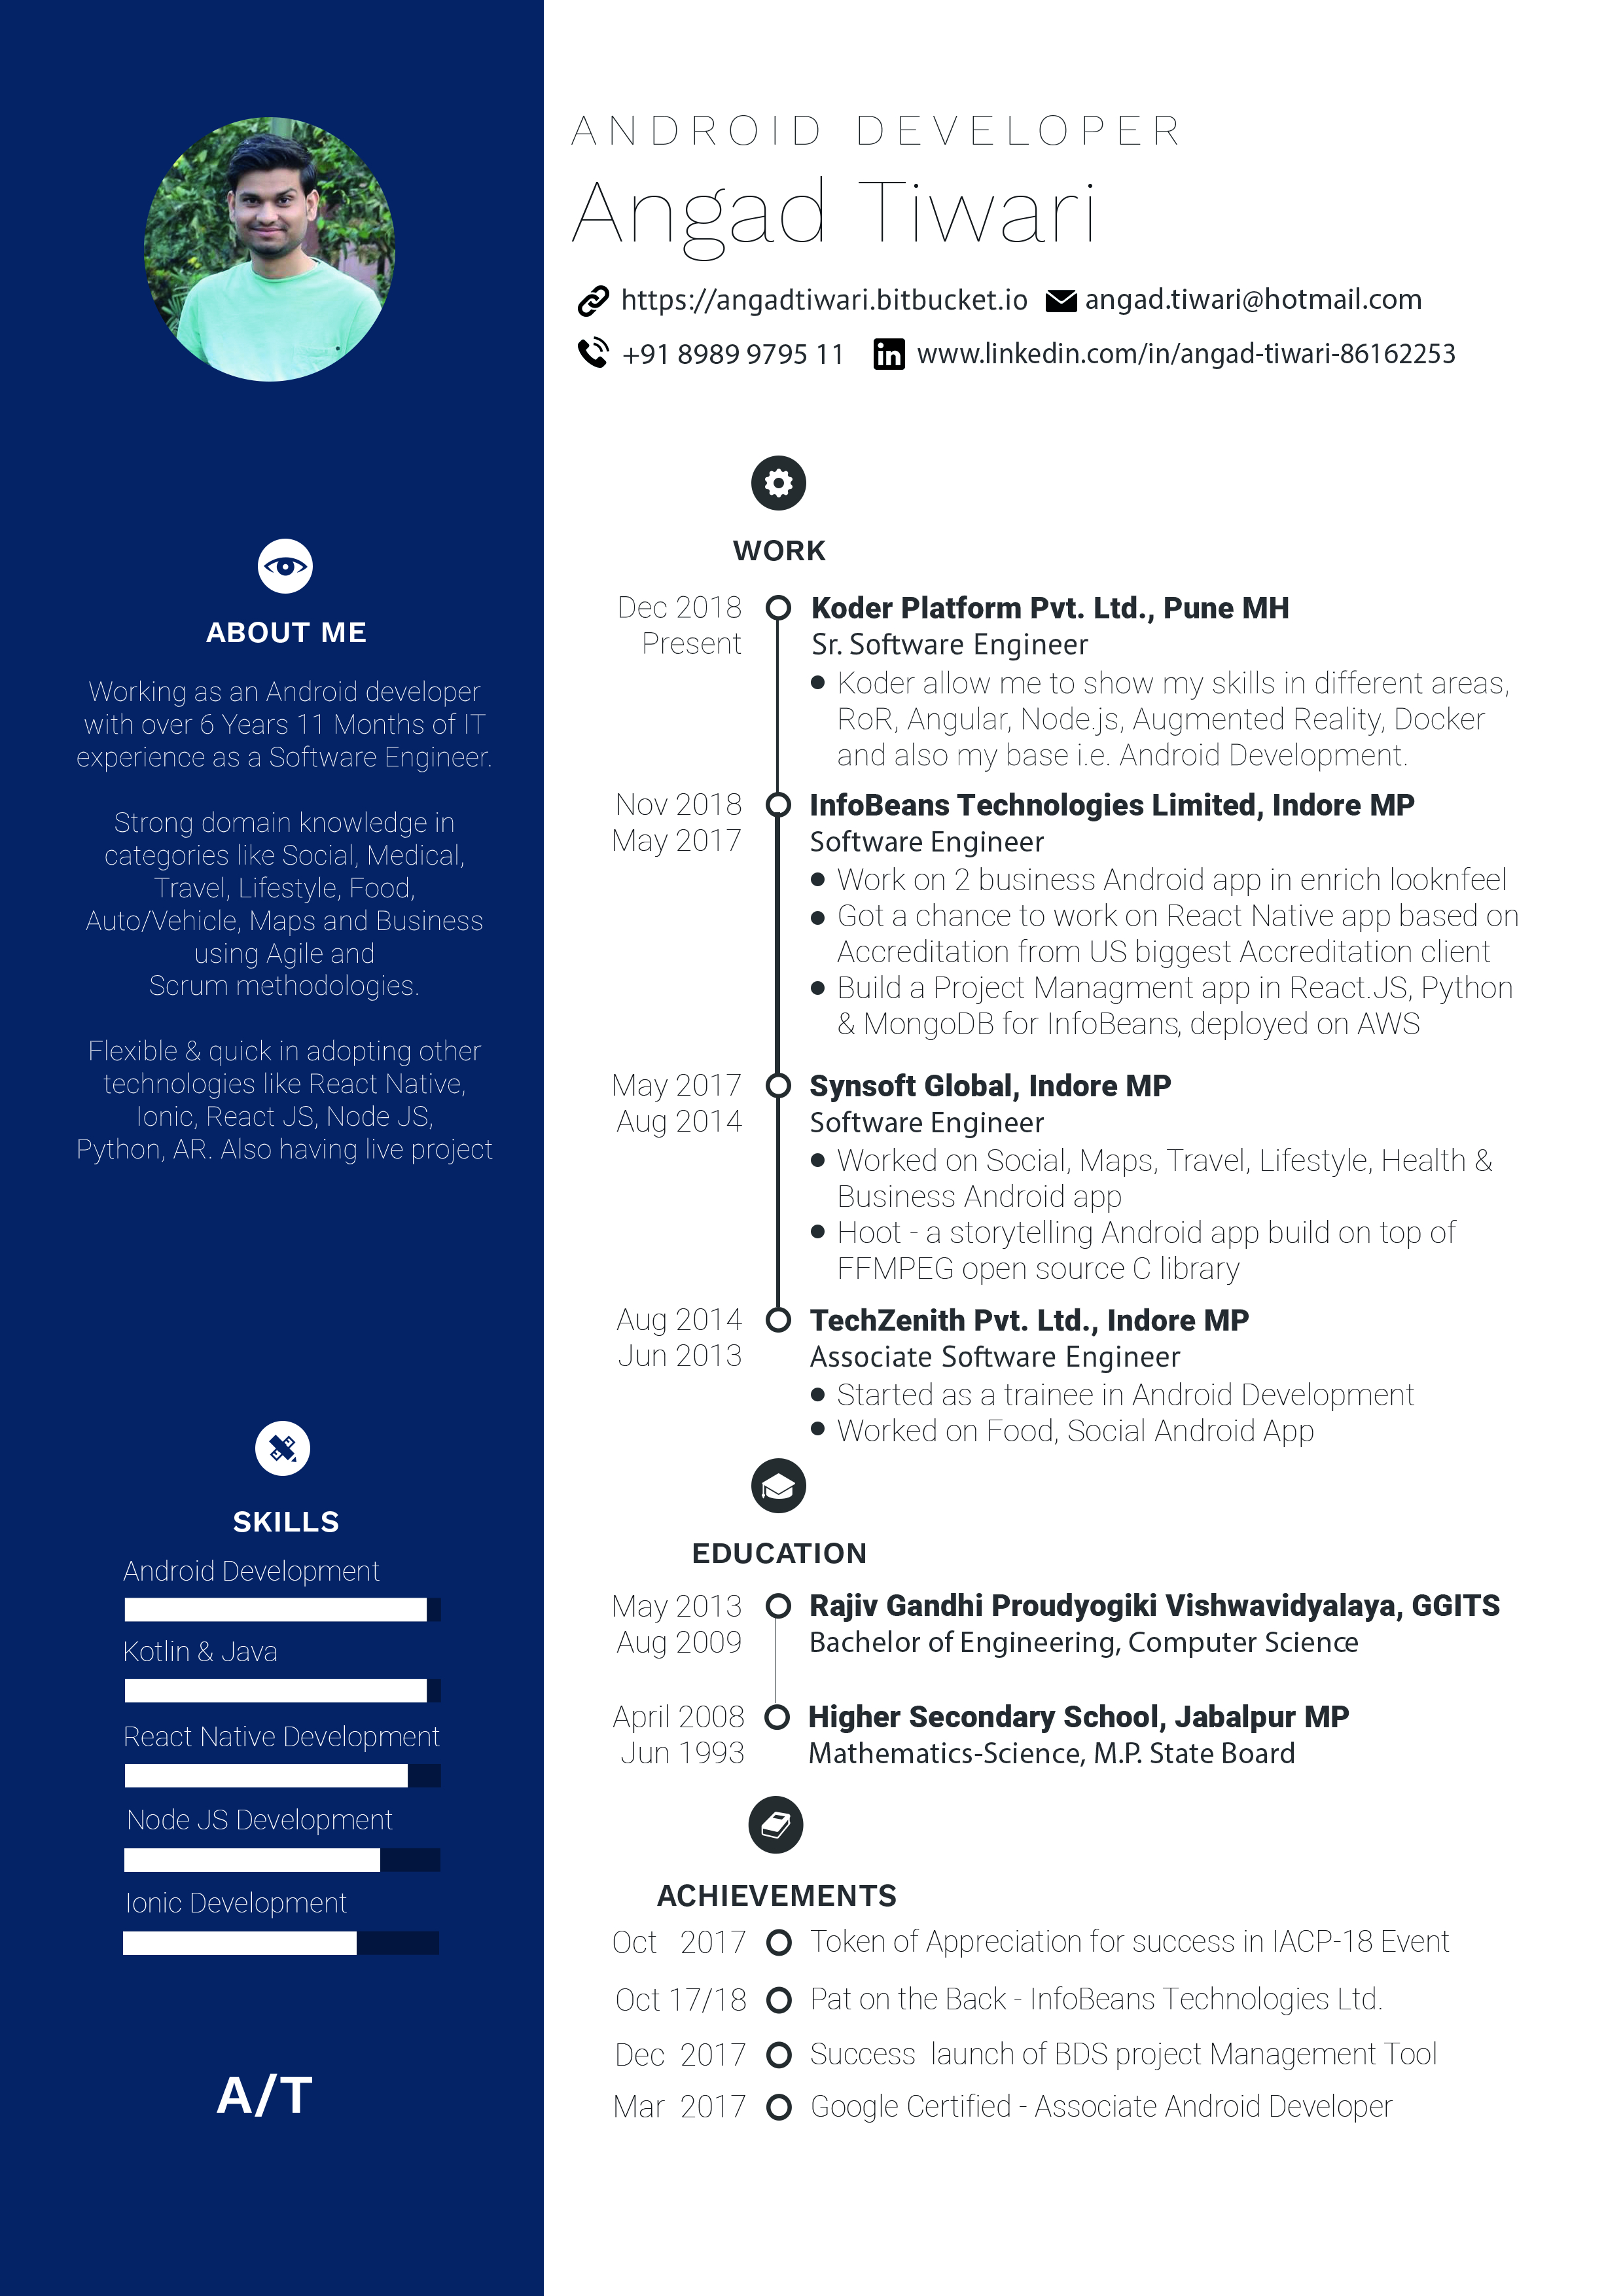 ANDROID DEVELOPER
Angad Tiwari
https://angadtiwari.bitbucket.io angad.tiwari@hotmail.com
+91 8989 9795 11 in www.linkedin.com/in/angad-tiwari-86162253
ABOUT ME
Working as an Android developer
with over 6 Years 11 Months of IT
experience as a Software Engineer.
Strong domain knowledge in
categories like Social, Medical,
Travel, Lifestyle, Food,
Auto/Vehicle, Maps and Business
using Agile and
Scrum methodologies.
Flexible & quick in adopting other
technologies like React Native,
Ionic, React JS, Node JS,
Python, AR. Also having live project
SKILLS
Android Development
Kotlin & Java
React Native Development
Node JS Development
Ionic Development
A/T
WORK
Dec 2018 Koder Platform Pvt. Ltd., Pune MH
Present Sr. Software Engineer
• Koder allow me to show my skills in different areas,
RoR, Angular, Node.js, Augmented Reality, Docker
and also my base i.e. Android Development.
Nov 2018 InfoBeans Technologies Limited, Indore MP
May 2017 Software Engineer
• Work on 2 business Android app in enrich looknfeel
• Got a chance to work on React Native app based on
Accreditation from US biggest Accreditation client
• Build a Project Managment app in React.JS, Python
& MongoDB for InfoBeans, deployed on AWS
May 2017 Synsoft Global, Indore MP
Aug 2014 Software Engineer
• Worked on Social, Maps, Travel, Lifestyle, Health &
Business Android app
• Hoot - a storytelling Android app build on top of
FFMPEG open source C library
Aug 2014 TechZenith Pvt. Ltd., Indore MP
Jun 2013 Associate Software Engineer
• Started as a trainee in Android Development
• Worked on Food, Social Android App
EDUCATION
May 2013 Rajiv Gandhi Proudyogiki Vishwavidyalaya, GGITS
Aug 2009 Bachelor of Engineering, Computer Science
April 2008 Higher Secondary School, Jabalpur MP
Jun 1993 Mathematics-Science, M.P. State Board
ACHIEVEMENTS
Oct 2017 Token of Appreciation for success in IACP-18 Event
Oct 17/18 Pat on the Back - InfoBeans Technologies Ltd.
Dec 2017 Success launch of BDS project Management Tool
Mar 2017 Google Certified - Associate Android Developer